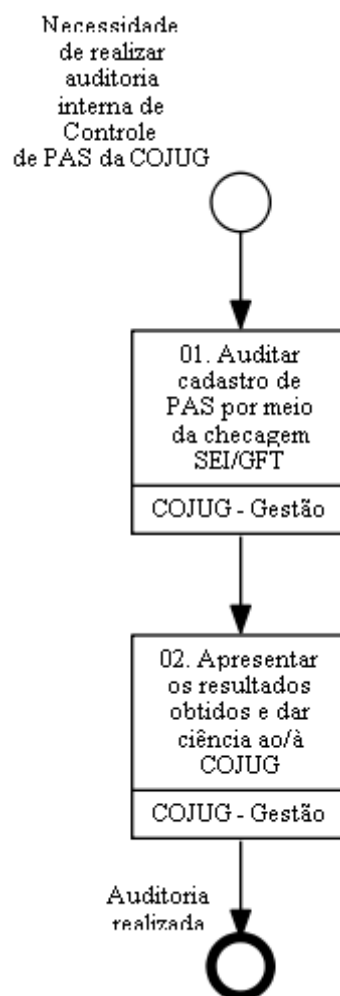 Necessidade
de realizar
auditoria
interna de
Controle
de PAS da COJUG
01. Auditar
cadastro de
PAS por meio
da checagem
SEI/GFT
COJUG - Gestão
02. Apresentar
os resultados
obtidos e dar
ciência ao/à
COJUG
COJUG - Gestão
Auditoria
realizada